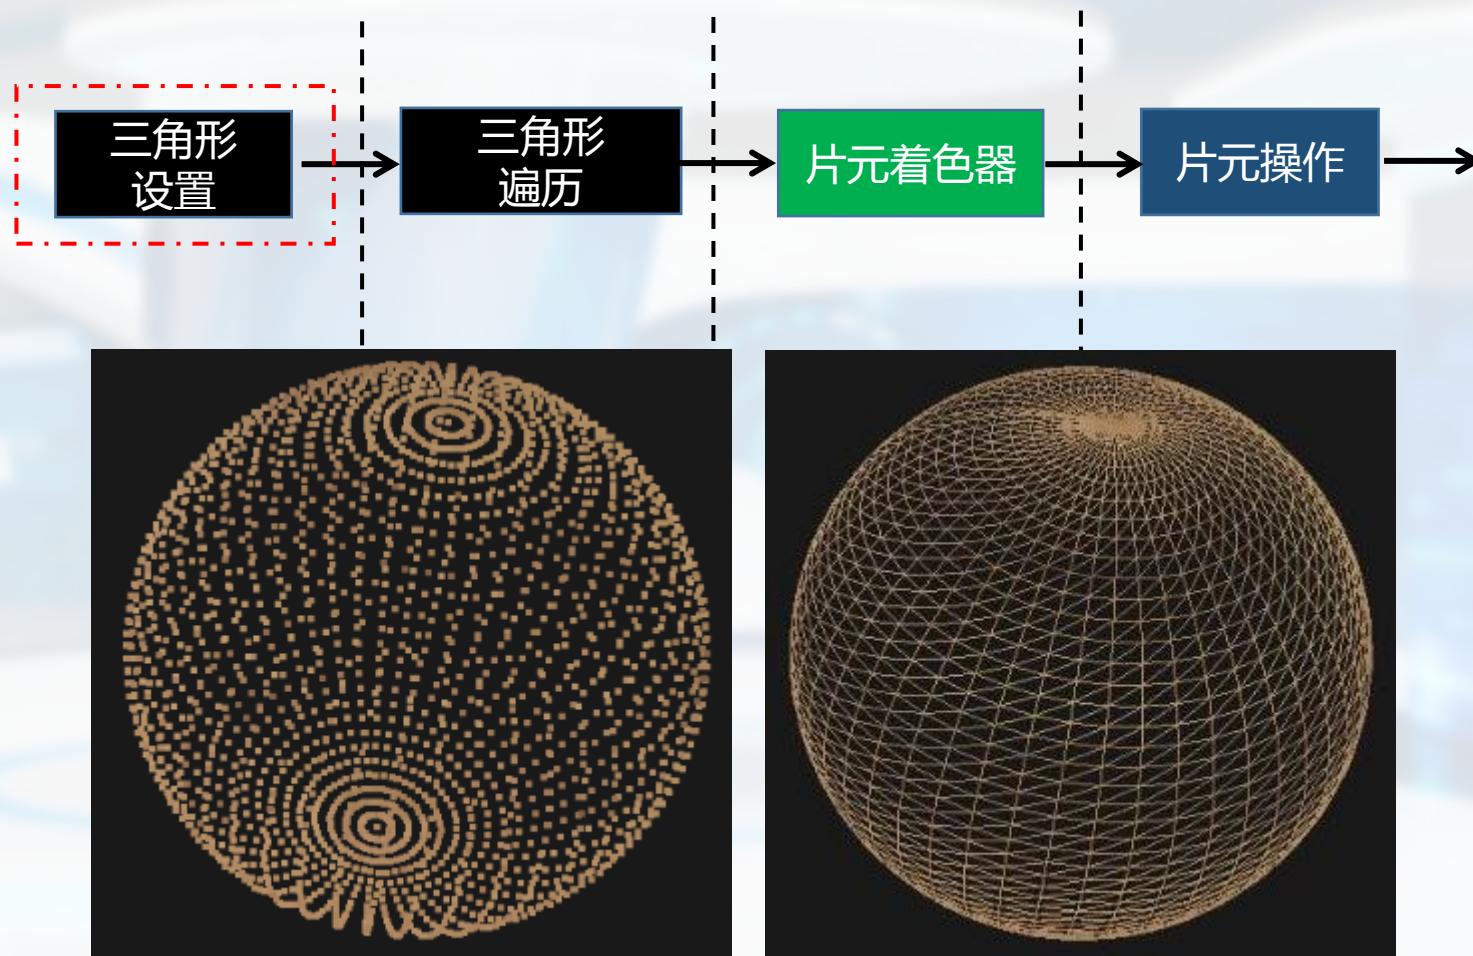 三角形
设置
三角形
遍历
片元着色器
片元操作